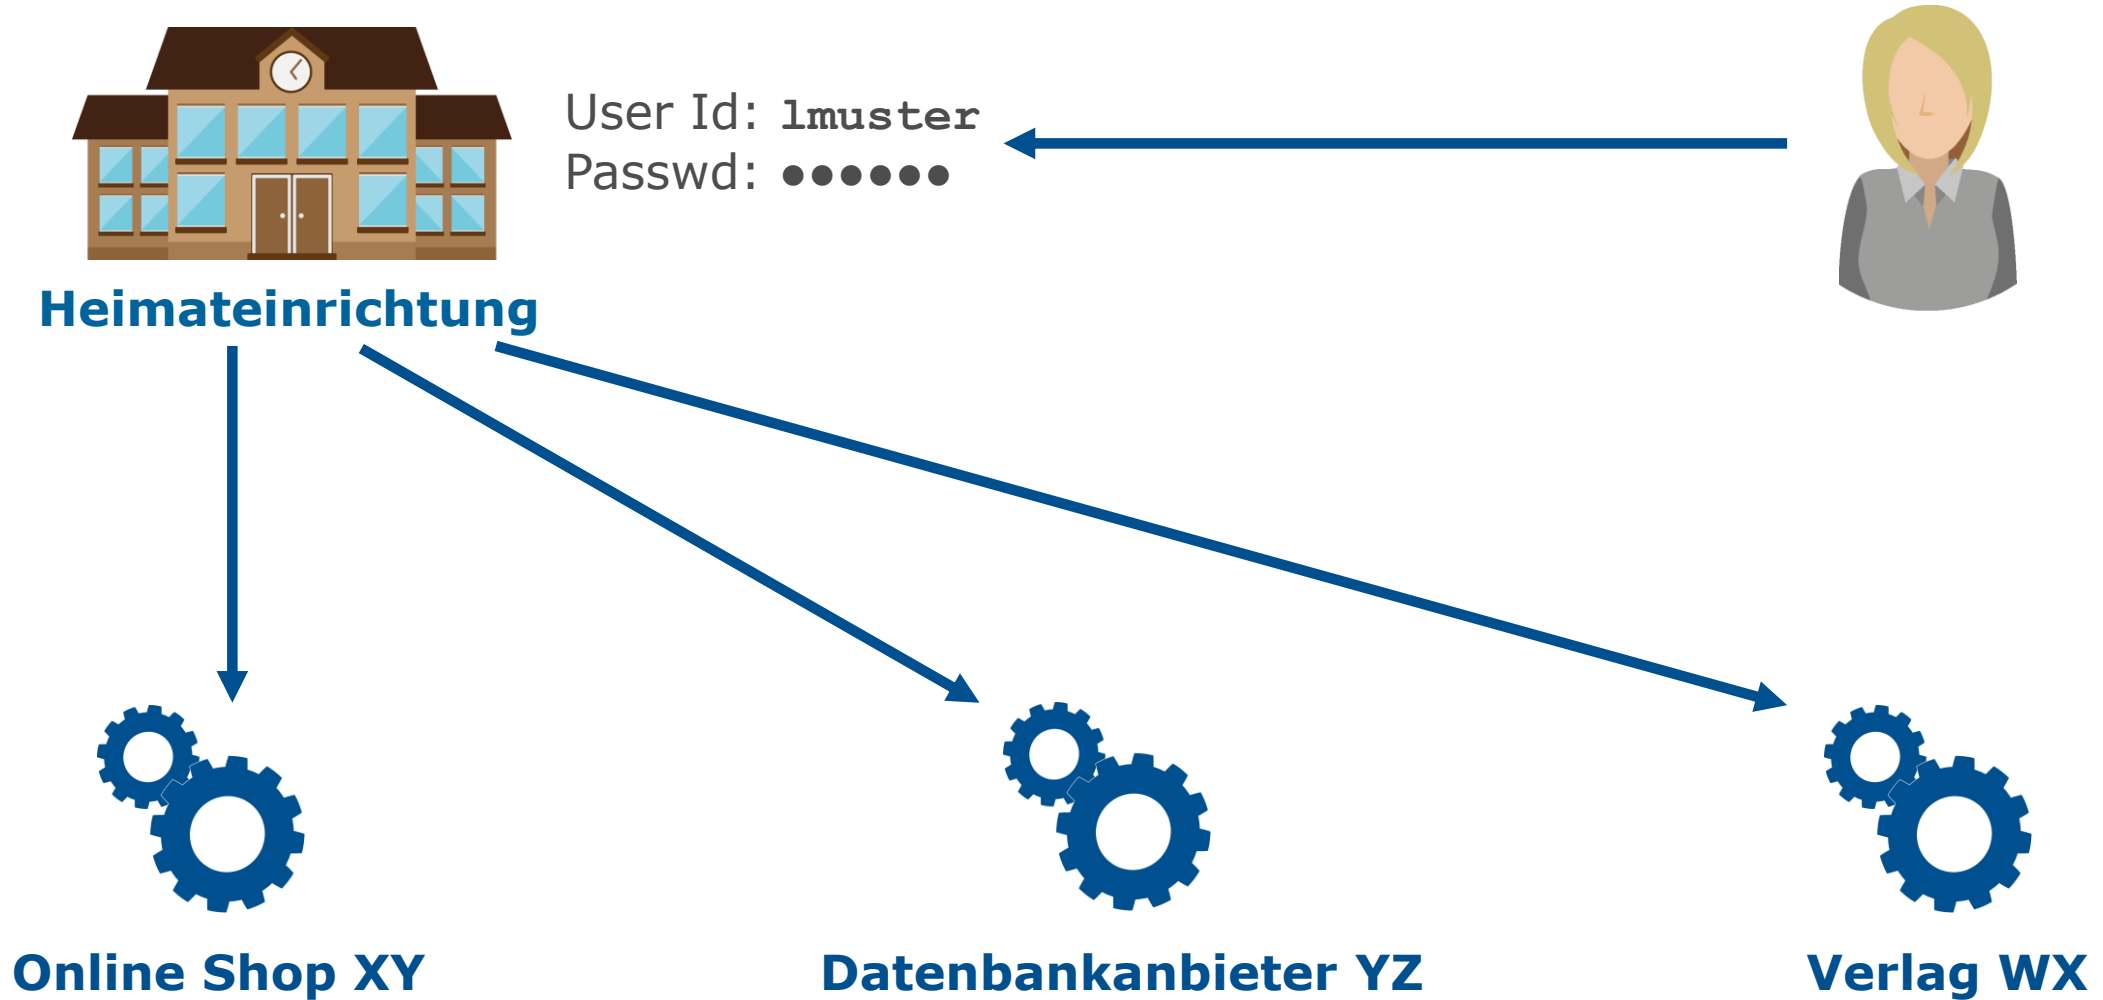 User Id: lmuster
Passwd: ●●●●●●
Heimateinrichtung
Online Shop XY
Datenbankanbieter YZ
Verlag WX